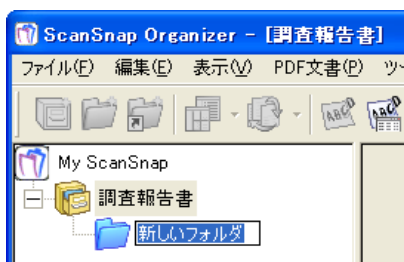 ScanSnap Organizer - [調査報告書]
ファイル(F) 編集(E) 表示(V) PDF文書(P) ツ
My ScanSnap
調査報告書
新しいフォルダ